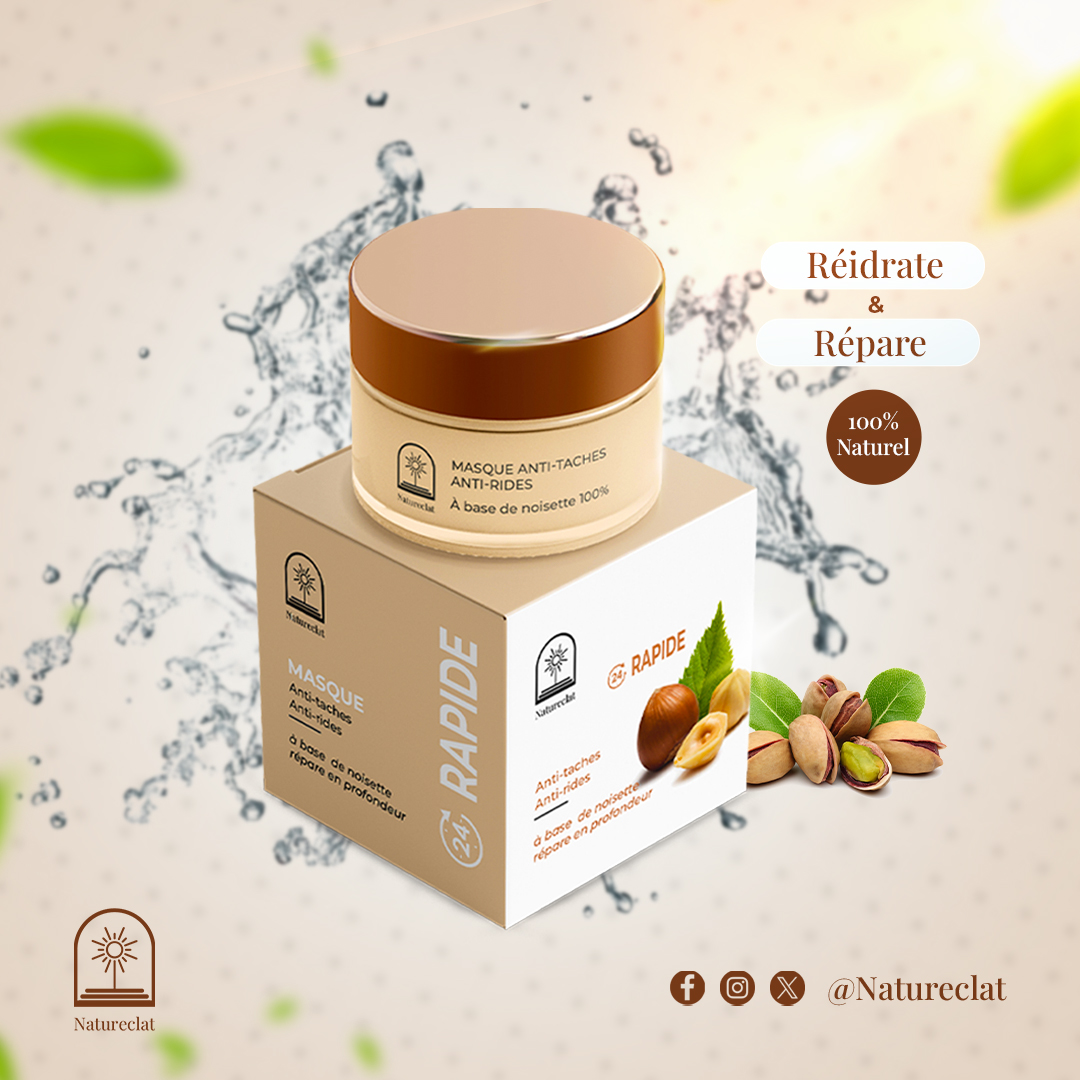 Réidrate
&
Répare
100%
Naturel
Natureclat
MASQUE ANTI-TACHES
ANTI-RIDES
À base de noisette 100%
Natureclat
MASQUE
Anti-taches
Anti-rides
à base de noisette
répare en profondeur
24 RAPIDE
Natureclat
24 RAPIDE
Anti-taches
Anti-rides
à base de noisette
répare en profondeur
Natureclat
@Natureclat